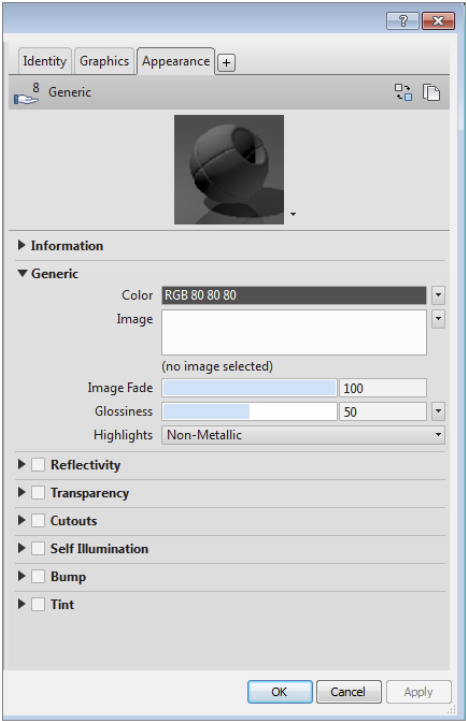 ?
Identity Graphics Appearance +
8 Generic
Information
Generic
Color RGB 80 80 80
Image
(no image selected)
Image Fade 100
Glossiness 50
Highlights Non-Metallic
Reflectivity
Transparency
Cutouts
Self Illumination
Bump
Tint
OK Cancel Apply